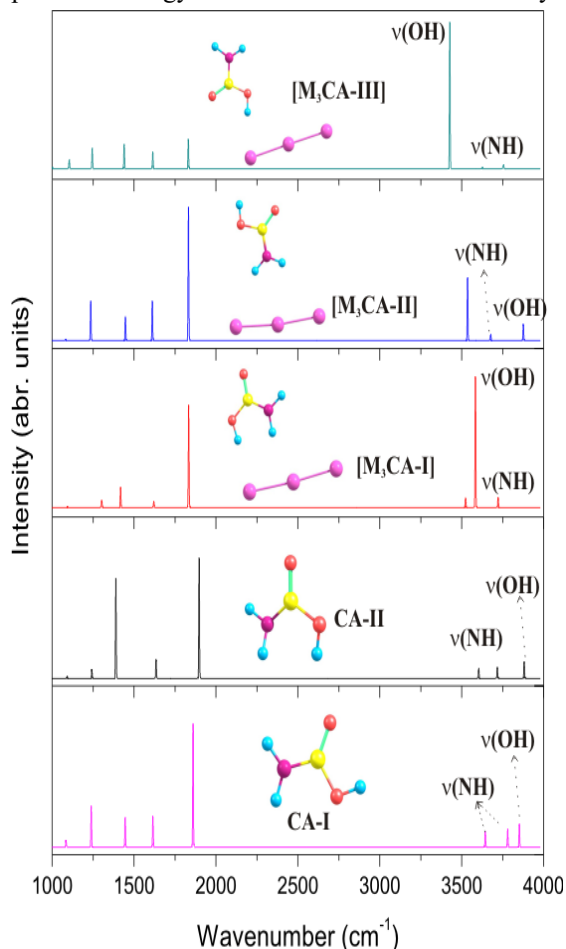 ν(OH)
[M₃CA-III]
ν(NH)
ν(NH)
[M₃CA-II]
ν(OH)
ν(OH)
[M₃CA-I]
ν(NH)
ν(OH)
CA-II
ν(NH)
ν(OH)
ν(NH)
CA-I
Intensity (abr. units)
1000 1500 2000 2500 3000 3500 4000
Wavenumber (cm⁻¹)